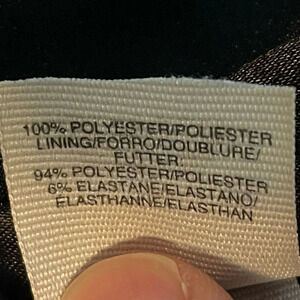 100% POLYESTER/POLIESTER
LINING/FORRO/DOUBLURE/
FUTTER:
94% POLYESTER/POLIESTER
6% ELASTANE/ELASTANO/
ELASTHANNE/ELASTHAN